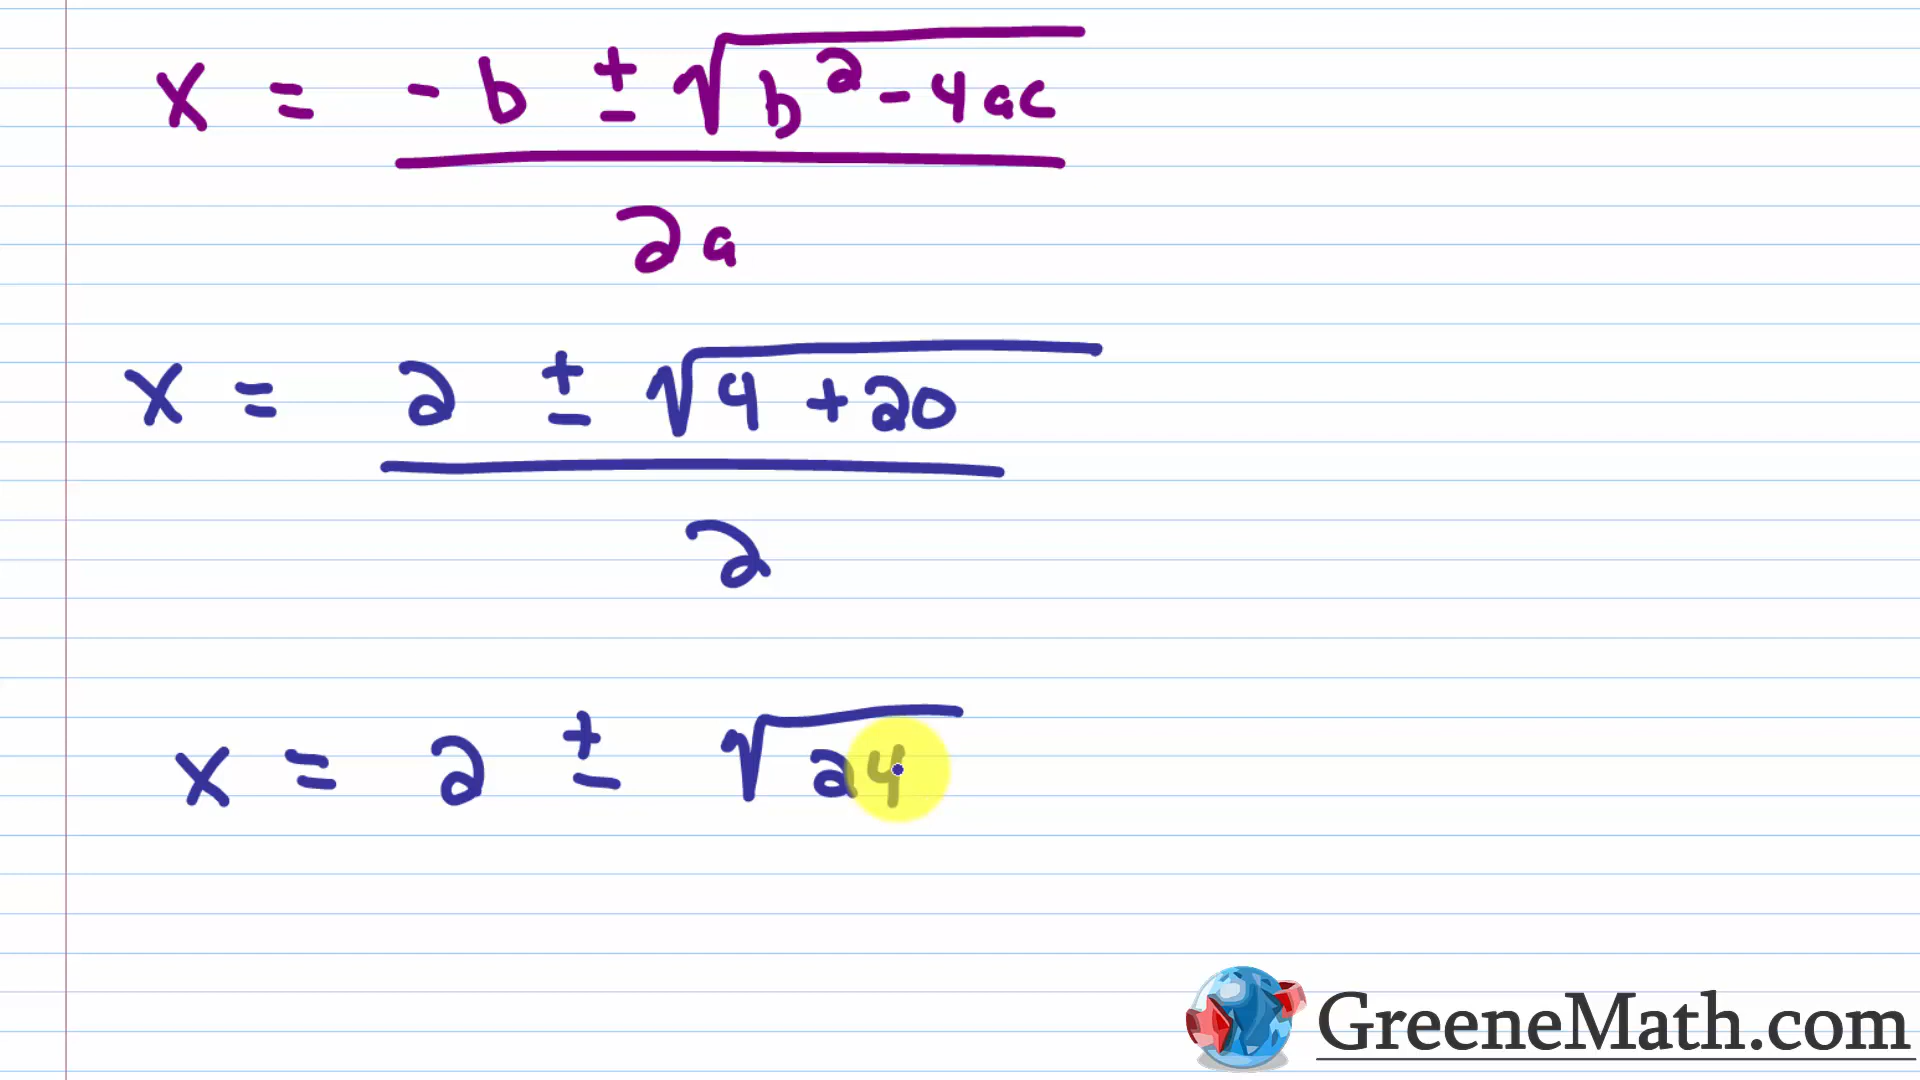 x = -b ± √b² - 4ac
2a
x = 2 ± √4 + 20
2
x = 2 ± √24
GreeneMath.com